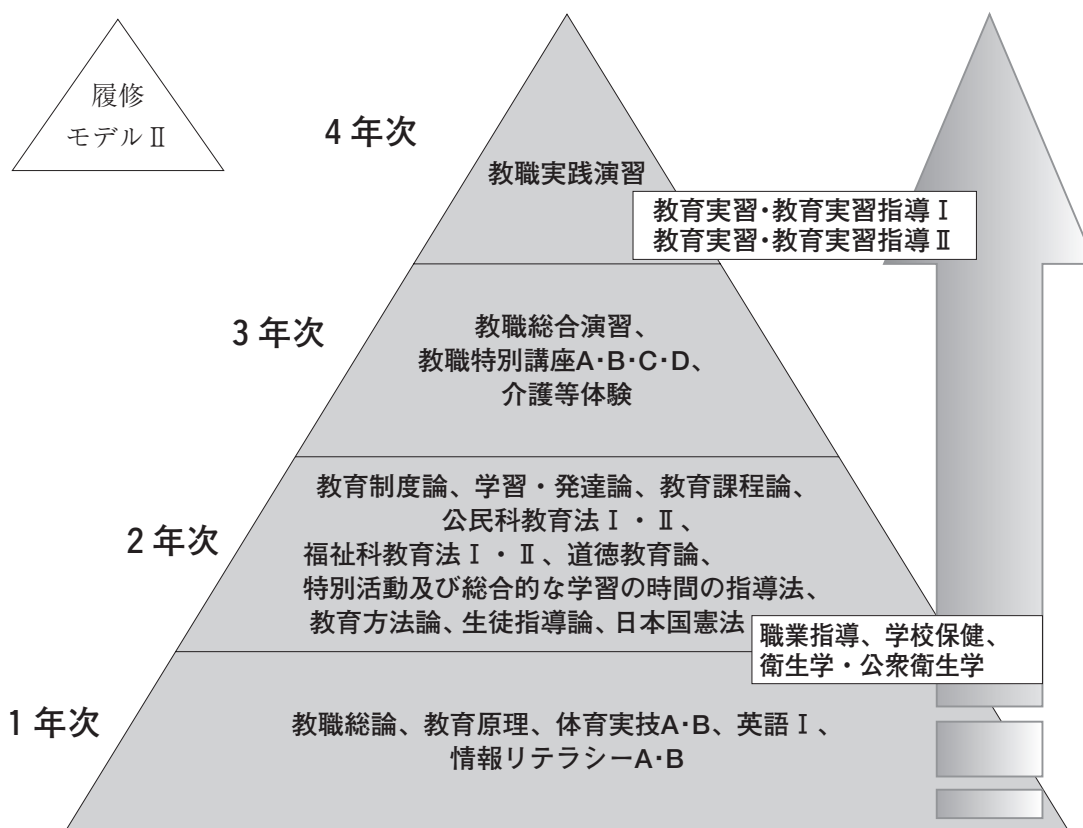 履修
モデルⅡ
4年次
教職実践演習
教育実習・教育実習指導Ⅰ
教育実習・教育実習指導Ⅱ
3年次
教職総合演習、
教職特別講座A・B・C・D、
介護等体験
2年次
教育制度論、学習・発達論、教育課程論、
公民科教育法Ⅰ・Ⅱ、
福祉科教育法Ⅰ・Ⅱ、道徳教育論、
特別活動及び総合的な学習の時間の指導法、
教育方法論、生徒指導論、日本国憲法
職業指導、学校保健、
衛生学・公衆衛生学
1年次
教職総論、教育原理、体育実技A・B、英語Ⅰ、
情報リテラシーA・B